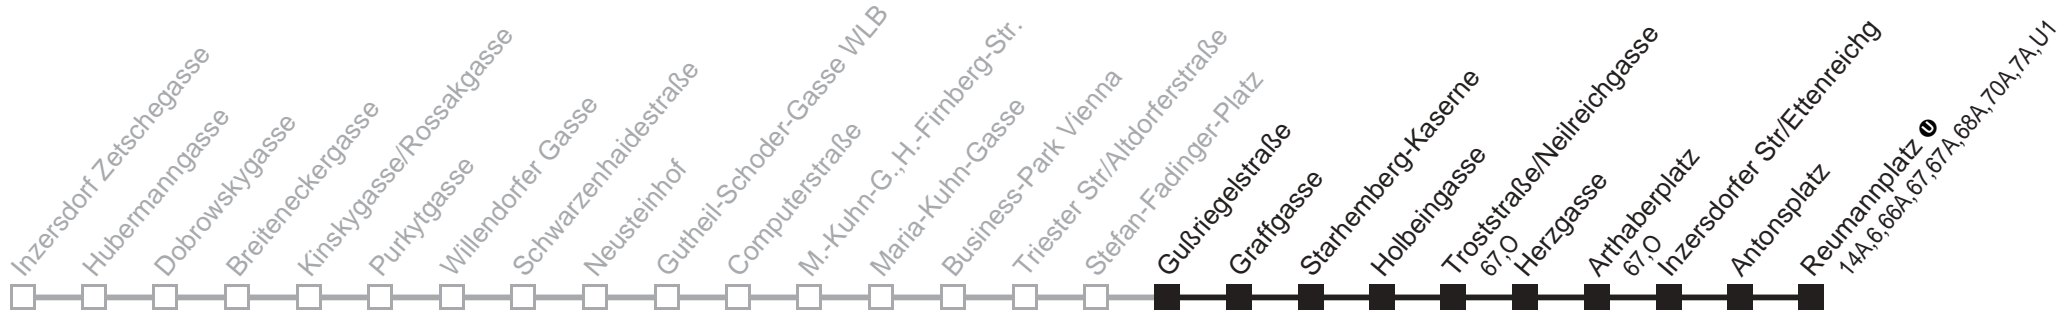 Inzersdorf Zetschegasse
Hubermanngasse
Dobrowskygasse
Breiteneckergasse
Kinskygasse/Rossakgasse
Purkytgasse
Willendorfer Gasse
Schwarzenhaidestraße
Neusteinhof
Gutheil-Schoder-Gasse WLB
Computerstraße
M.-Kuhn-G.,H.-Firnberg-Str.
Maria-Kuhn-Gasse
Business-Park Vienna
Triester Str/Altdorferstraße
Stefan-Fadinger-Platz
Gußriegelstraße
Graffgasse
Starhemberg-Kaserne
Holbeingasse
Troststraße/Neilreichgasse
67,O
Herzgasse
Arthaberplatz
67,O
Inzersdorfer Str/Ettenreichg
Antonsplatz
Reumannplatz U
14A,6,66A,67,67A,68A,70A,7A,U1